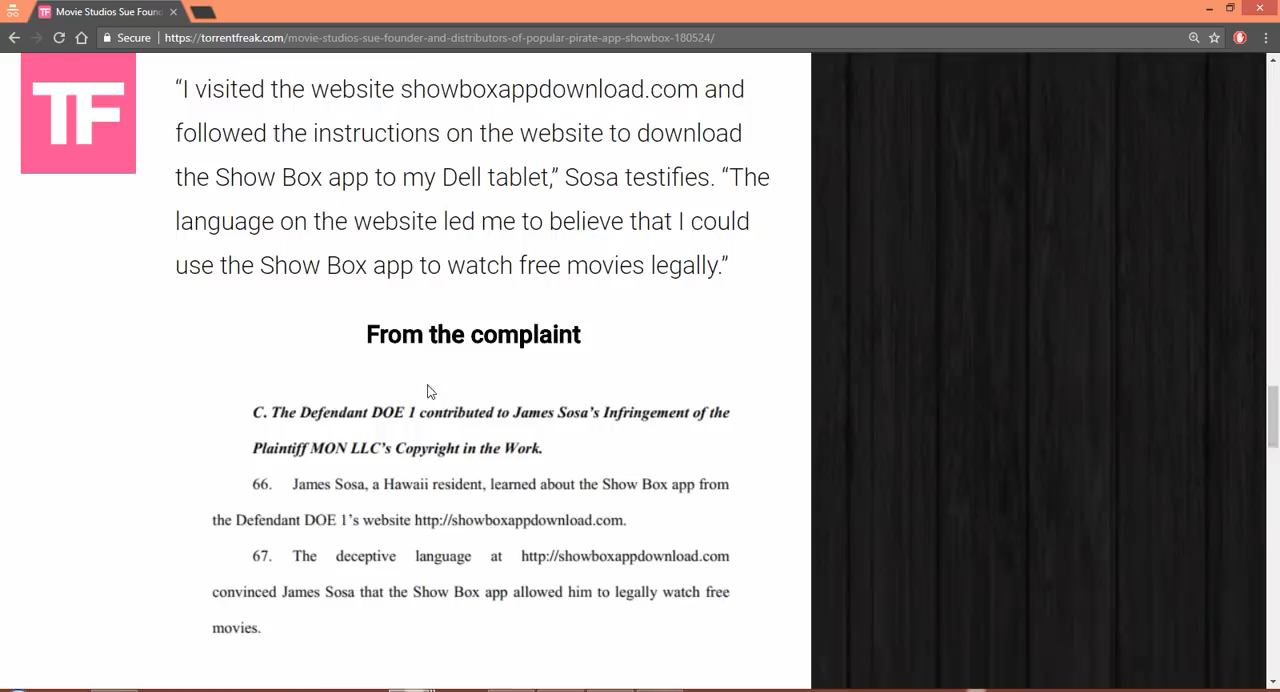 TF Movie Studios Sue Foun
Secure https://torrentfreak.com/movie-studios-sue-founder-and-distributors-of-popular-pirate-app-showbox-180524/
TF
“I visited the website showboxappdownload.com and
followed the instructions on the website to download
the Show Box app to my Dell tablet,” Sosa testifies. “The
language on the website led me to believe that I could
use the Show Box app to watch free movies legally.”
From the complaint
C. The Defendant DOE 1 contributed to James Sosa’s Infringement of the
Plaintiff MON LLC’s Copyright in the Work.
66. James Sosa, a Hawaii resident, learned about the Show Box app from
the Defendant DOE 1’s website http://showboxappdownload.com.
67. The deceptive language at http://showboxappdownload.com
convinced James Sosa that the Show Box app allowed him to legally watch free
movies.